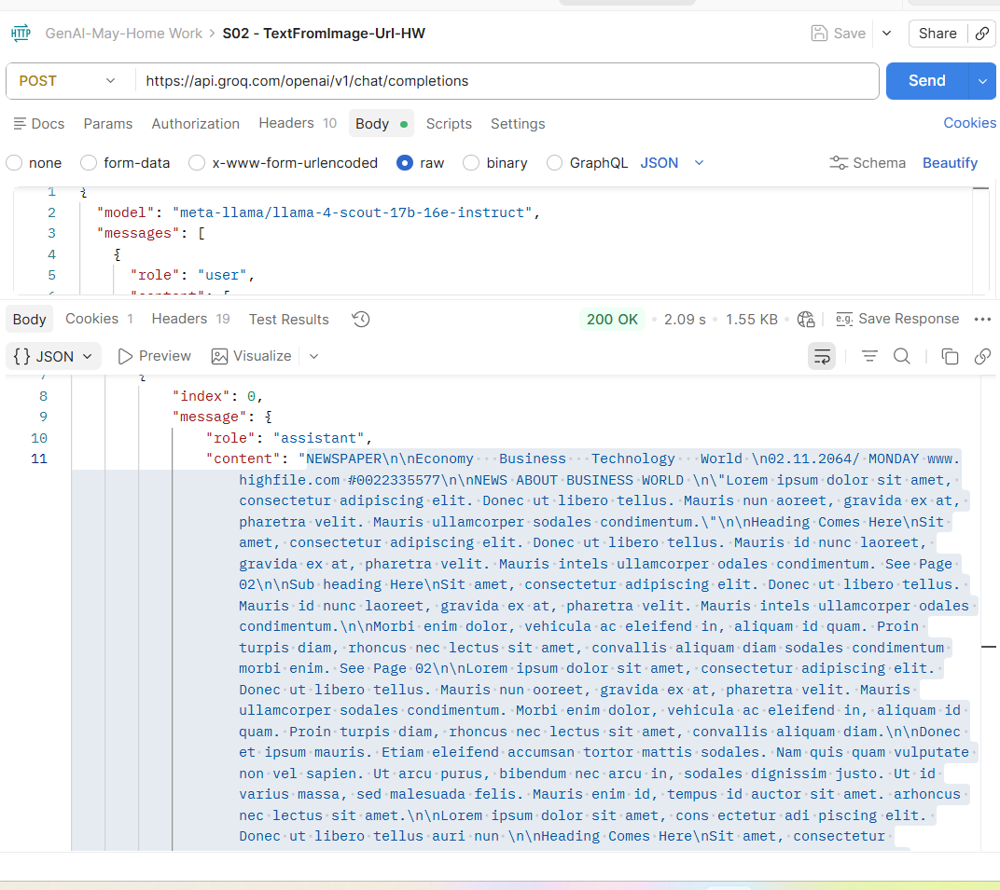 HTTP GenAI-May-Home Work > S02 - TextFromImage-Url-HW Save Share
POST https://api.groq.com/openai/v1/chat/completions Send
Docs Params Authorization Headers 10 Body Scripts Settings Cookies
none form-data x-www-form-urlencoded raw binary GraphQL JSON Schema Beautify
1 {
2 "model": "meta-llama/llama-4-scout-17b-16e-instruct",
3 "messages": [
4 {
5 "role": "user",
Body Cookies 1 Headers 19 Test Results 200 OK • 2.09 s • 1.55 KB • e.g. Save Response
{} JSON Preview Visualize
7 {
8 "index": 0,
9 "message": {
10 "role": "assistant",
11 "content": "NEWSPAPER\n\nEconomy   Business   Technology   World \n02.11.2064/ MONDAY www.
highfile.com #0022335577\n\nNEWS ABOUT BUSINESS WORLD \n\"Lorem ipsum dolor sit amet,
consectetur adipiscing elit. Donec ut libero tellus. Mauris nun aoreet, gravida ex at,
pharetra velit. Mauris ullamcorper sodales condimentum.\"\n\nHeading Comes Here\nSit
amet, consectetur adipiscing elit. Donec ut libero tellus. Mauris id nunc laoreet,
gravida ex at, pharetra velit. Mauris intels ullamcorper odales condimentum. See Page
02\n\nSub heading Here\nSit amet, consectetur adipiscing elit. Donec ut libero tellus.
Mauris id nunc laoreet, gravida ex at, pharetra velit. Mauris intels ullamcorper odales
condimentum.\n\nMorbi enim dolor, vehicula ac eleifend in, aliquam id quam. Proin
turpis diam, rhoncus nec lectus sit amet, convallis aliquam diam sodales condimentum
morbi enim. See Page 02\n\nLorem ipsum dolor sit amet, consectetur adipiscing elit.
Donec ut libero tellus. Mauris nun ooreet, gravida ex at, pharetra velit. Mauris
ullamcorper sodales condimentum. Morbi enim dolor, vehicula ac eleifend in, aliquam id
quam. Proin turpis diam, rhoncus nec lectus sit amet, convallis aliquam diam.\n\nDonec
et ipsum mauris. Etiam eleifend accumsan tortor mattis sodales. Nam quis quam vulputate
non vel sapien. Ut arcu purus, bibendum nec arcu in, sodales dignissim justo. Ut id
varius massa, sed malesuada felis. Mauris enim id, tempus id auctor sit amet. arhoncus
nec lectus sit amet.\n\nLorem ipsum dolor sit amet, cons ectetur adi piscing elit.
Donec ut libero tellus auri nun \n\nHeading Comes Here\nSit amet, consectetur